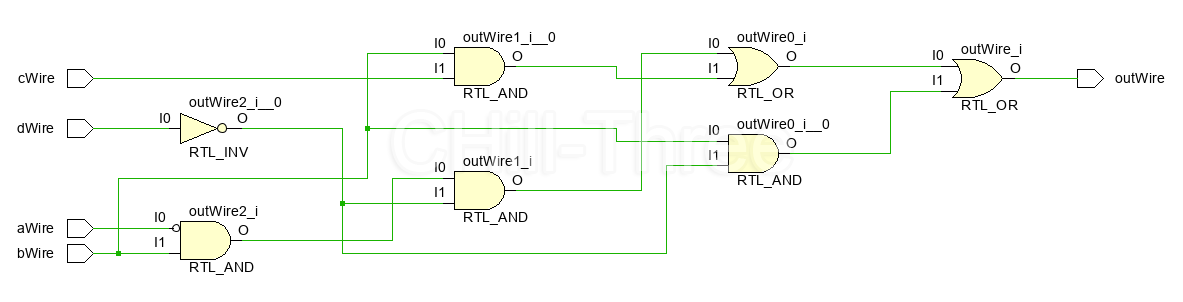 outWire1_i__0
outWire0_i
I0
O
I0
O
outWire_i
cWire
I1
I1
I0
O
outWire
RTL_AND
RTL_OR
I1
outWire2_i__0
RTL_OR
dWire
I0
O
outWire0_i__0
I0
O
CHill-Three
RTL_INV
outWire1_i
I1
I0
O
RTL_AND
I1
outWire2_i
aWire
I0
O
RTL_AND
I1
bWire
RTL_AND